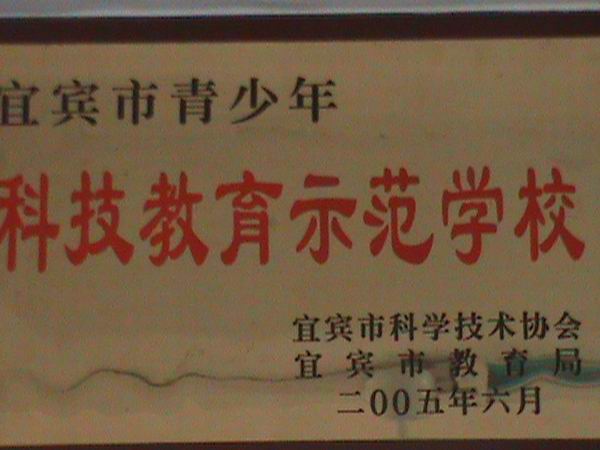 宜宾市青少年
科技教育示范学校
宜宾市科学技术协会
宜宾市教育局
二00五年六月